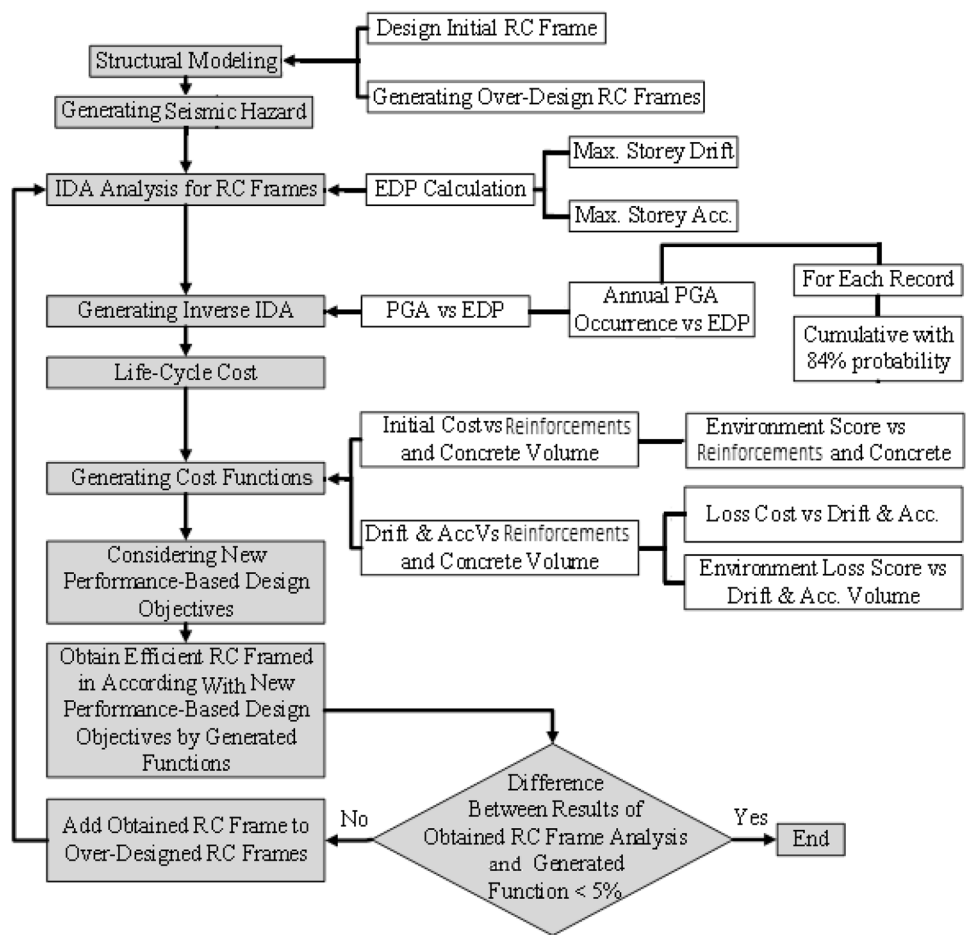 Design Initial RC Frame
Structural Modeling
Generating Over-Design RC Frames
Generating Seismic Hazard
Max. Storey Drift
IDA Analysis for RC Frames
EDP Calculation
Max. Storey Acc.
For Each Record
Generating Inverse IDA
PGA vs EDP
Annual PGA
Occurrence vs EDP
Cumulative with
84% probability
Life-Cycle Cost
Initial Costvs Reinforcements
and Concrete Volume
Environment Score vs
Reinforcements and Concrete
Generating Cost Functions
Loss Cost vs Drift & Acc.
Drift & AccVs Reinforcements
and Concrete Volume
Environment Loss Score vs
Drift & Acc. Volume
Considering New
Performance-Based Design
Objectives
Obtain Efficient RC Framed
in According With New
Performance-Based Design
Objectives by Generated
Functions
Difference
Between Results of
Obtained RC Frame Analysis
and Generated
Function < 5%
No
Yes
Add Obtained RC Frame to
Over-Designed RC Frames
End